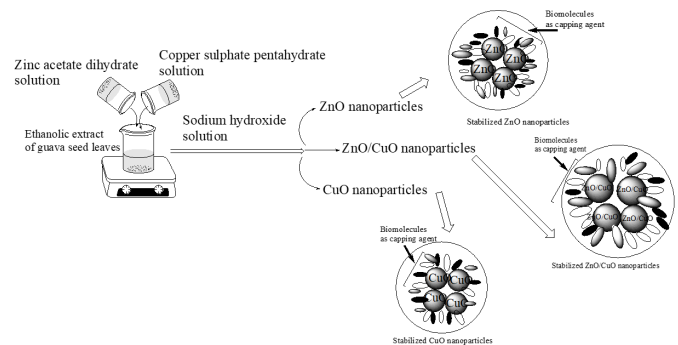 Zinc acetate dihydrate
solution
Copper sulphate pentahydrate
solution
Ethanolic extract
of guava seed leaves
Sodium hydroxide
solution
ZnO nanoparticles
ZnO/CuO nanoparticles
CuO nanoparticles
Biomolecules
as capping agent
ZnO
ZnO
ZnO
ZnO
Stabilized ZnO nanoparticles
Biomolecules
as capping agent
ZnO/CuO
ZnO/CuO
ZnO/CuO
ZnO/CuO
Stabilized ZnO/CuO nanoparticles
Biomolecules
as capping agent
CuO
CuO
CuO
CuO
Stabilized CuO nanoparticles